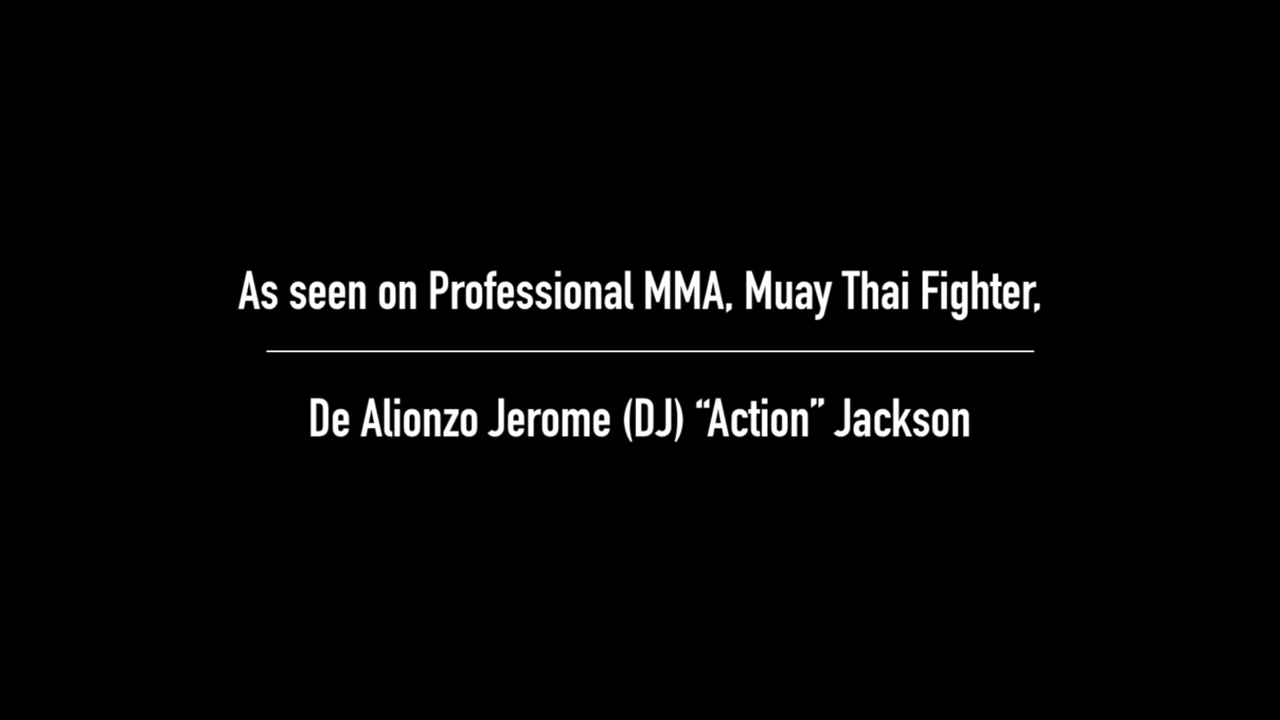 As seen on Professional MMA, Muay Thai Fighter,
De Alionzo Jerome (DJ) “Action” Jackson